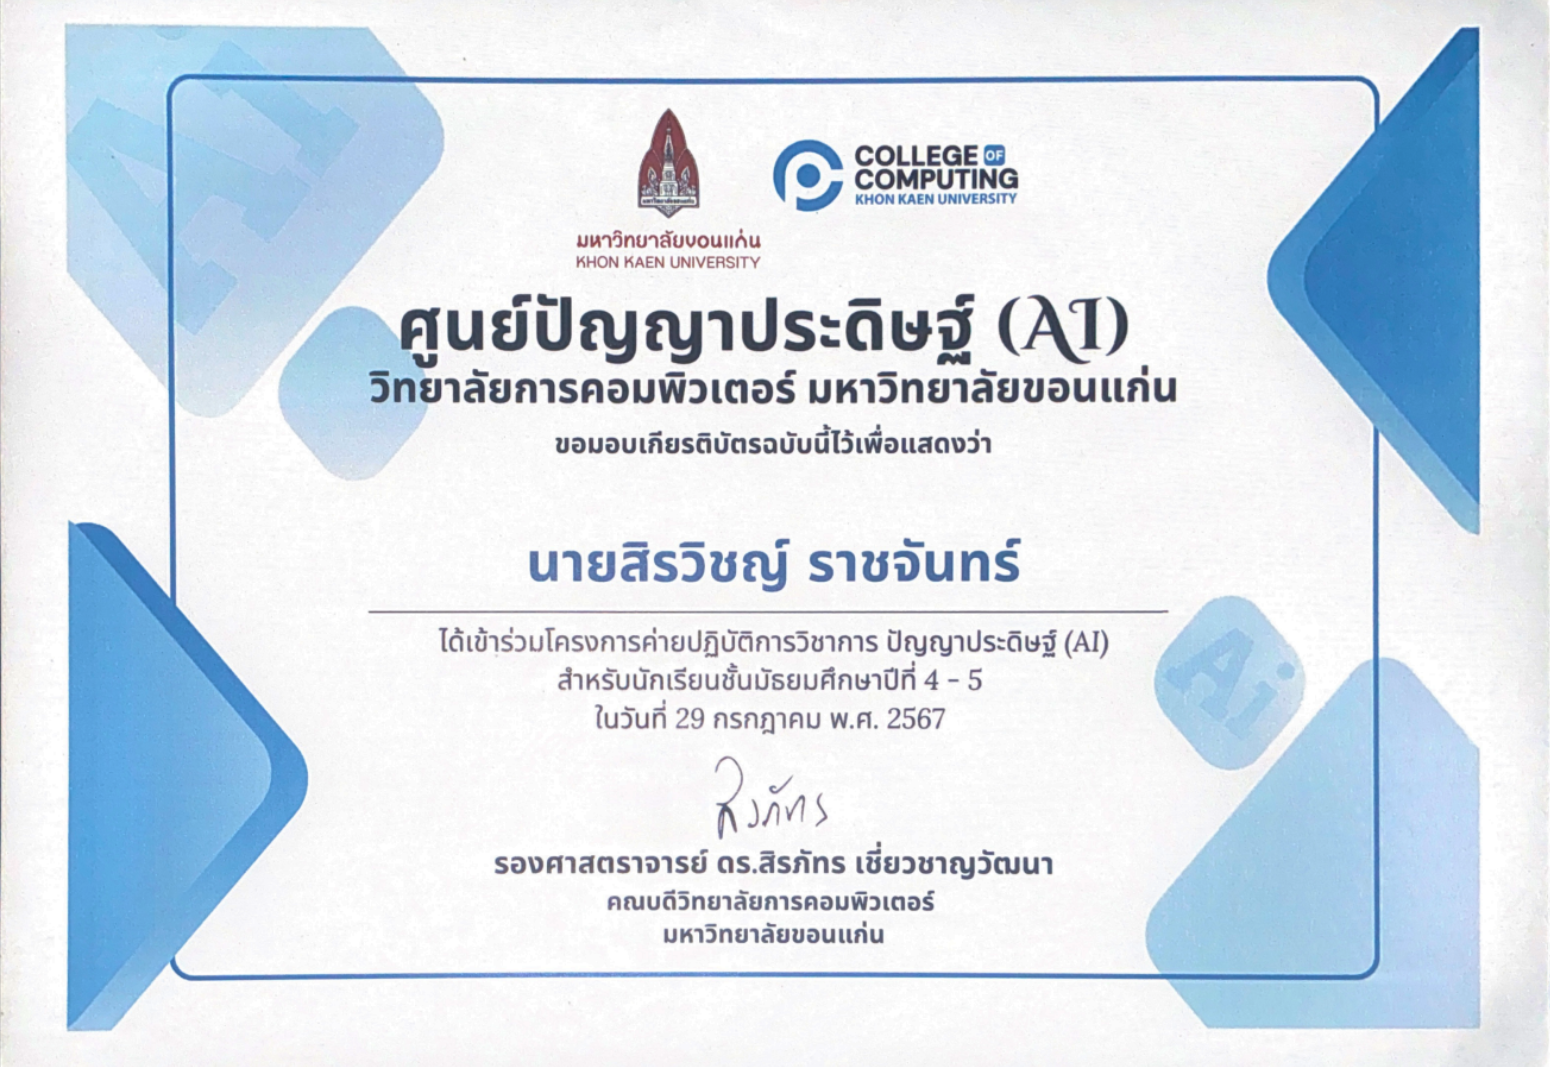 มหาวิทยาลัยขอนแก่น
KHON KAEN UNIVERSITY
COLLEGE OF
COMPUTING
KHON KAEN UNIVERSITY
ศูนย์ปัญญาประดิษฐ์ (AI)
วิทยาลัยการคอมพิวเตอร์ มหาวิทยาลัยขอนแก่น
ขอมอบเกียรติบัตรฉบับนี้ไว้เพื่อแสดงว่า
นายสิรวิชญ์ ราชจันทร์
ได้เข้าร่วมโครงการค่ายปฏิบัติการวิชาการ ปัญญาประดิษฐ์ (AI)
สำหรับนักเรียนชั้นมัธยมศึกษาปีที่ 4 - 5
ในวันที่ 29 กรกฎาคม พ.ศ. 2567
Ai
Ai
สิรภัทร
รองศาสตราจารย์ ดร.สิรภัทร เชี่ยวชาญวัฒนา
คณบดีวิทยาลัยการคอมพิวเตอร์
มหาวิทยาลัยขอนแก่น